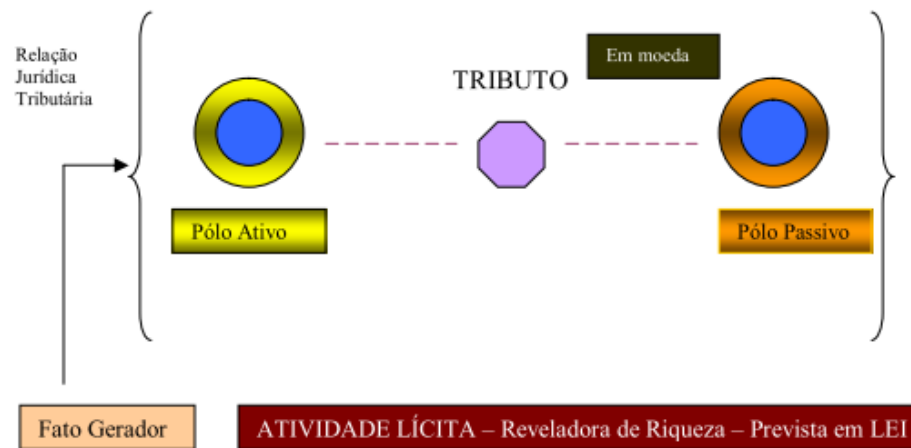 Relação
Jurídica
Tributária
Em moeda
TRIBUTO
Pólo Ativo
Pólo Passivo
Fato Gerador
ATIVIDADE LÍCITA – Reveladora de Riqueza – Prevista em LEI